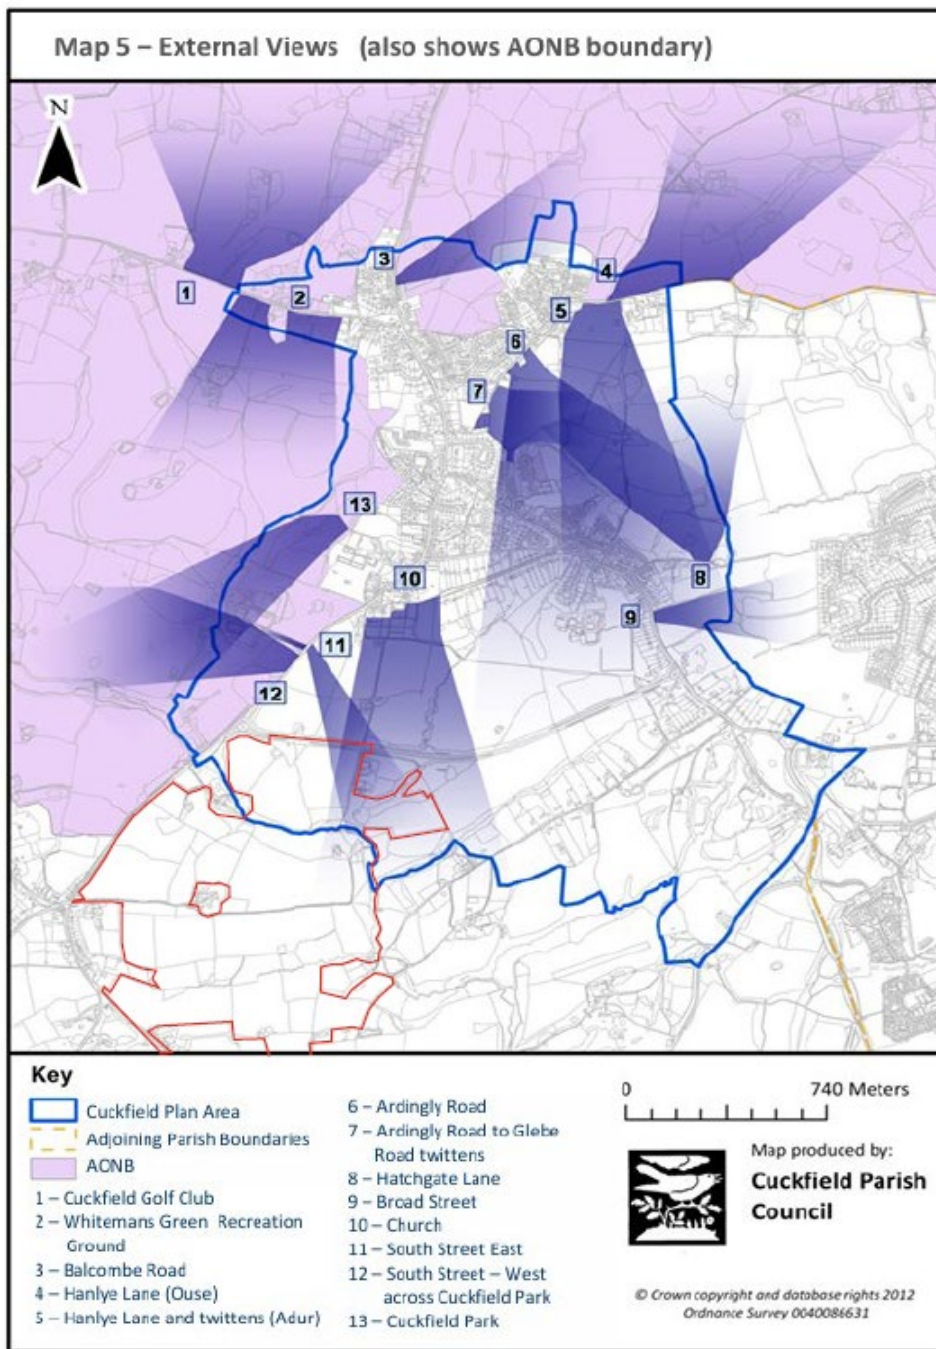 Map 5 – External Views (also shows AONB boundary)
N
1
2
3
4
5
6
7
8
9
10
11
12
13
Key
Cuckfield Plan Area
Adjoining Parish Boundaries
AONB
1 – Cuckfield Golf Club
2 – Whitemans Green Recreation
Ground
3 – Balcombe Road
4 – Hanlye Lane (Ouse)
5 – Hanlye Lane and twittens (Adur)
6 – Ardingly Road
7 – Ardingly Road to Glebe
Road twittens
8 – Hatchgate Lane
9 – Broad Street
10 – Church
11 – South Street East
12 – South Street – West
across Cuckfield Park
13 – Cuckfield Park
0 740 Meters
Map produced by:
Cuckfield Parish
Council
© Crown copyright and database rights 2012
Ordnance Survey 0040086631